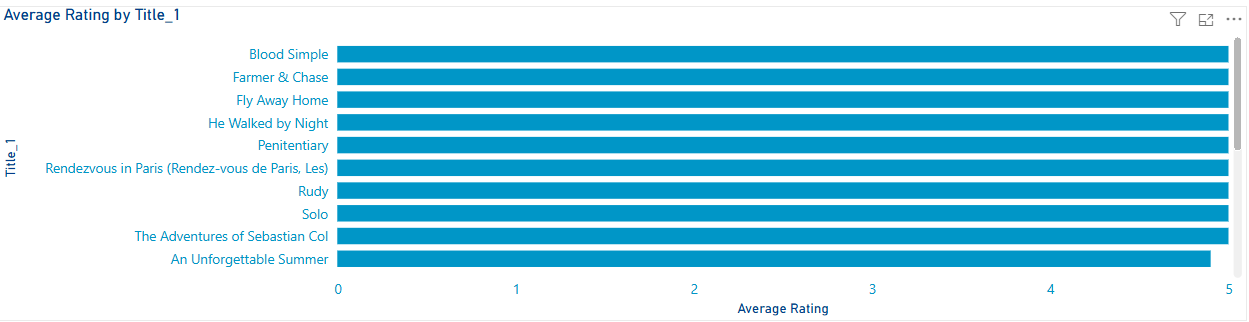 Average Rating by Title_1
Title_1
Blood Simple
Farmer & Chase
Fly Away Home
He Walked by Night
Penitentiary
Rendezvous in Paris (Rendez-vous de Paris, Les)
Rudy
Solo
The Adventures of Sebastian Col
An Unforgettable Summer
0 1 2 3 4 5
Average Rating